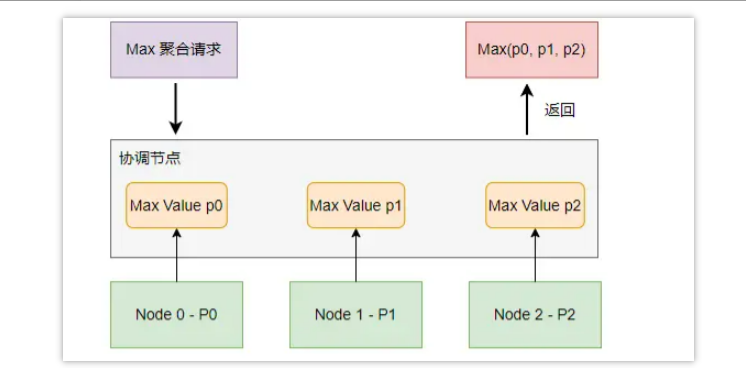 Max 聚合请求
Max(p0, p1, p2)
返回
协调节点
Max Value p0
Max Value p1
Max Value p2
Node 0 - P0
Node 1 - P1
Node 2 - P2